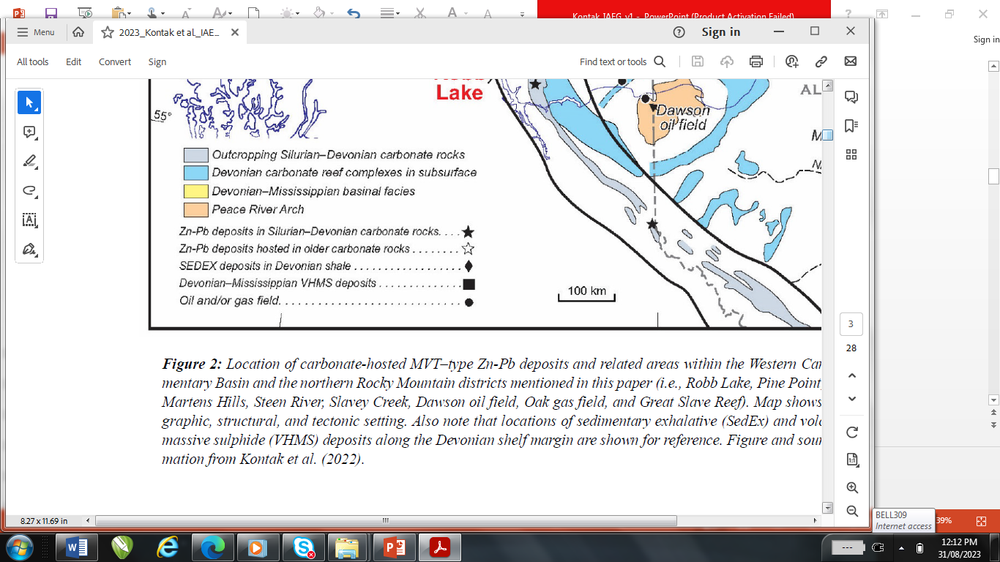 Kontak IAEG_v1 - PowerPoint (Product Activation Failed)
Sign in
Menu
2023_Kontak et al._IAE...
Sign in
All tools
Edit
Convert
Sign
Find text or tools
Robb
Lake
AL
55°
Dawson
oil field
M
N
Outcropping Silurian–Devonian carbonate rocks
Devonian carbonate reef complexes in subsurface
Devonian–Mississippian basinal facies
Peace River Arch
Zn-Pb deposits in Silurian–Devonian carbonate rocks. . . .
Zn-Pb deposits hosted in older carbonate rocks . . . . . . . .
SEDEX deposits in Devonian shale . . . . . . . . . . . . . . . . . .
Devonian–Mississippian VHMS deposits . . . . . . . . . . . . .
Oil and/or gas field. . . . . . . . . . . . . . . . . . . . . . . . . . . . .
100 km
3
28
Figure 2: Location of carbonate-hosted MVT–type Zn-Pb deposits and related areas within the Western Can
mentary Basin and the northern Rocky Mountain districts mentioned in this paper (i.e., Robb Lake, Pine Point,
Martens Hills, Steen River, Slavey Creek, Dawson oil field, Oak gas field, and Great Slave Reef). Map shows
graphic, structural, and tectonic setting. Also note that locations of sedimentary exhalative (SedEx) and volc
massive sulphide (VHMS) deposits along the Devonian shelf margin are shown for reference. Figure and sour
mation from Kontak et al. (2022).
8.27 x 11.69 in
BELL309
Internet access
39%
12:12 PM
31/08/2023